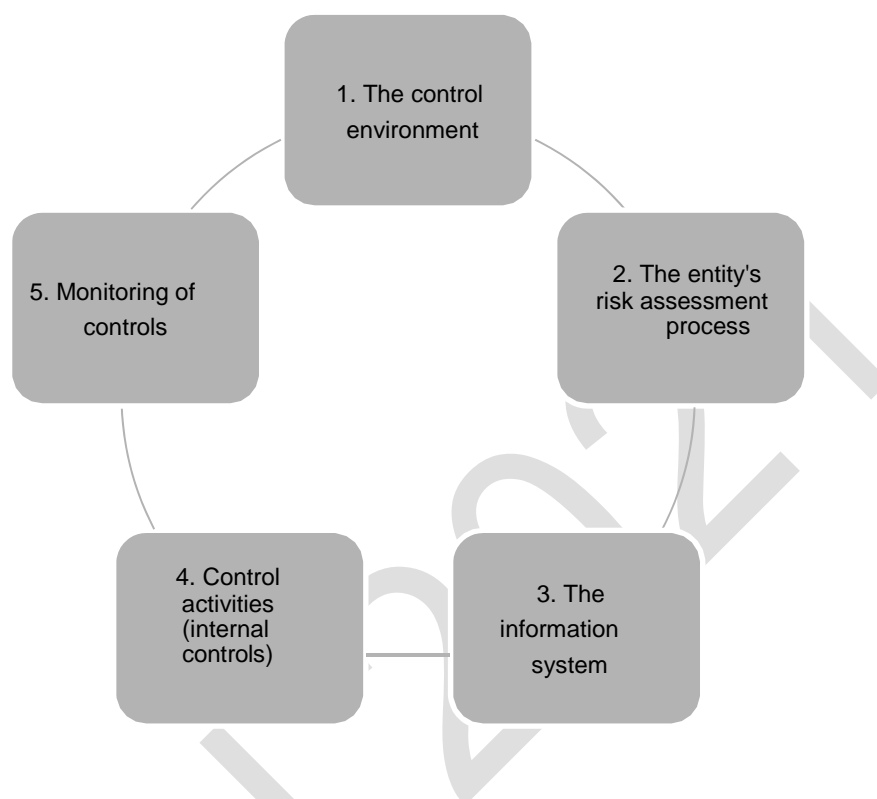 1. The control
environment
2. The entity's
risk assessment
process
3. The
information
system
4. Control
activities
(internal
controls)
5. Monitoring of
controls